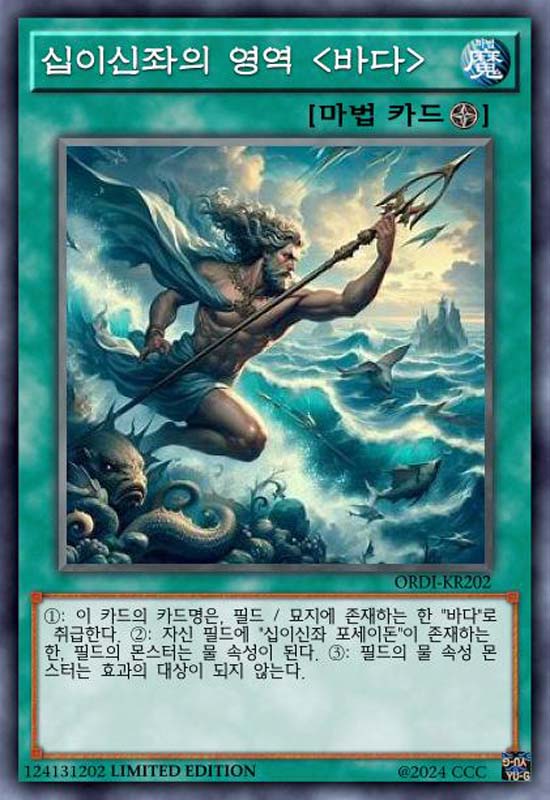 십이신좌의 영역 <바다>
마법
魔
[마법 카드]
ORDI-KR202
①: 이 카드의 카드명은, 필드 / 묘지에 존재하는 한 "바다"로
취급한다. ②: 자신 필드에 "십이신좌 포세이돈"이 존재하는
한, 필드의 몬스터는 물 속성이 된다. ③: 필드의 물 속성 몬
스터는 효과의 대상이 되지 않는다.
124131202 LIMITED EDITION
@2024 CCC